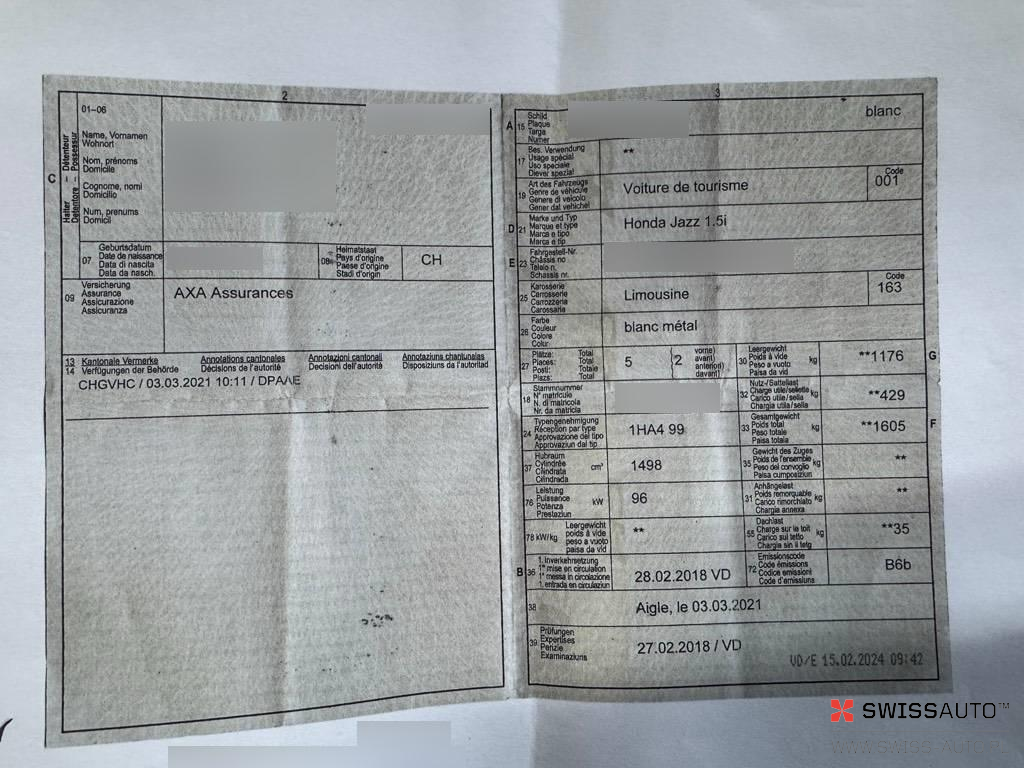 2
01–06
Halter – Détenteur
Detentore – Possessur
C
Name, Vornamen
Wohnort
Nom, prénoms
Domicile
Cognome, nomi
Domicilio
Num, prenums
Domicil
07
Geburtsdatum
Date de naissance
Data di nascita
Data da nasch.
08
Heimatstaat
Pays d'origine
Paese d'origine
Stadi d'origin
CH
09
Versicherung
Assurance
Assicurazione
Assicuranza
AXA Assurances
13 Kantonale Vermerke Annotations cantonales Annotazioni cantonali Annotaziuns chantunalas
14 Verfügungen der Behörde Décisions de l'autorité Decisioni dell'autorità Disposiziuns da l'autoritad
CHGVHC / 03.03.2021 10:11 / DPA/VE
3
A 15
Schild
Plaque
Targa
Numer
blanc
17
Bes. Verwendung
Usage spécial
Uso speciale
Diever spezial
**
19
Art des Fahrzeugs
Genre de véhicule
Genere di veicolo
Gener dal vehichel
Voiture de tourisme
Code
001
D 21
Marke und Typ
Marque et type
Marca e tipo
Marca e tip
Honda Jazz 1.5i
E 23
Fahrgestell-Nr.
Châssis no
Telaio n.
Schassis nr.
25
Karosserie
Carrosserie
Carrozzeria
Carossaria
Limousine
Code
163
26
Farbe
Couleur
Colore
Colur
blanc métal
27
Plätze: Total
Places: Total
Posti: Totale
Plazs: Total
5
(2
vorne)
avant)
anteriori)
davant)
30
Leergewicht
Poids à vide
Peso a vuoto
Paisa da vid
kg
**1176
G
18
Stammnummer
N° matricule
N. di matricola
Nr. da matricla
32
Nutz-/Sattellast
Charge utile/sellette
Carico utile/sella
Chargia utila/sella
kg
**429
24
Typengenehmigung
Réception par type
Approvazione del tipo
Approvaziun dal tip
1HA4 99
33
Gesamtgewicht
Poids total
Peso totale
Paisa totala
kg
**1605
F
37
Hubraum
Cylindrée
Cilindrata
Cilindrada
cm³
1498
35
Gewicht des Zuges
Poids de l'ensemble
Peso del convoglio
Paisa cumposiziun
kg
**
76
Leistung
Puissance
Potenza
Prestaziun
kW
96
31
Anhängelast
Poids remorquable
Carico rimorchiato
Chargia annexa
kg
**
78 kW/kg
Leergewicht
poids à vide
peso a vuoto
paisa da vid
**
55
Dachlast
Charge sur le toit
Carico sul tetto
Chargia sin il tetg
kg
**35
B 36
1. Inverkehrsetzung
1re mise en circulation
1a messa in circolazione
1. entrada en circulaziun
28.02.2018 VD
72
Emissionscode
Code émissions
Codice emissioni
Code d'emissiuns
B6b
38
Aigle, le 03.03.2021
39
Prüfungen
Expertises
Perizie
Examinaziuns
27.02.2018 / VD
VD/E 15.02.2024 09:42
SWISSAUTO™
WWW.SWISS-AUTO